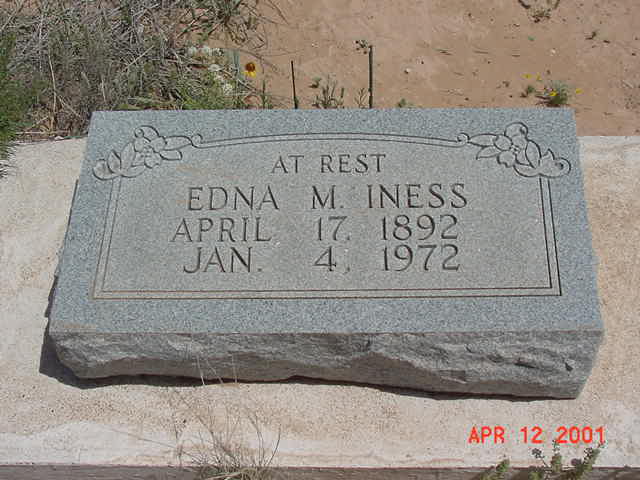 AT REST
EDNA M. INESS
APRIL 17, 1892
JAN. 4, 1972
APR 12 2001